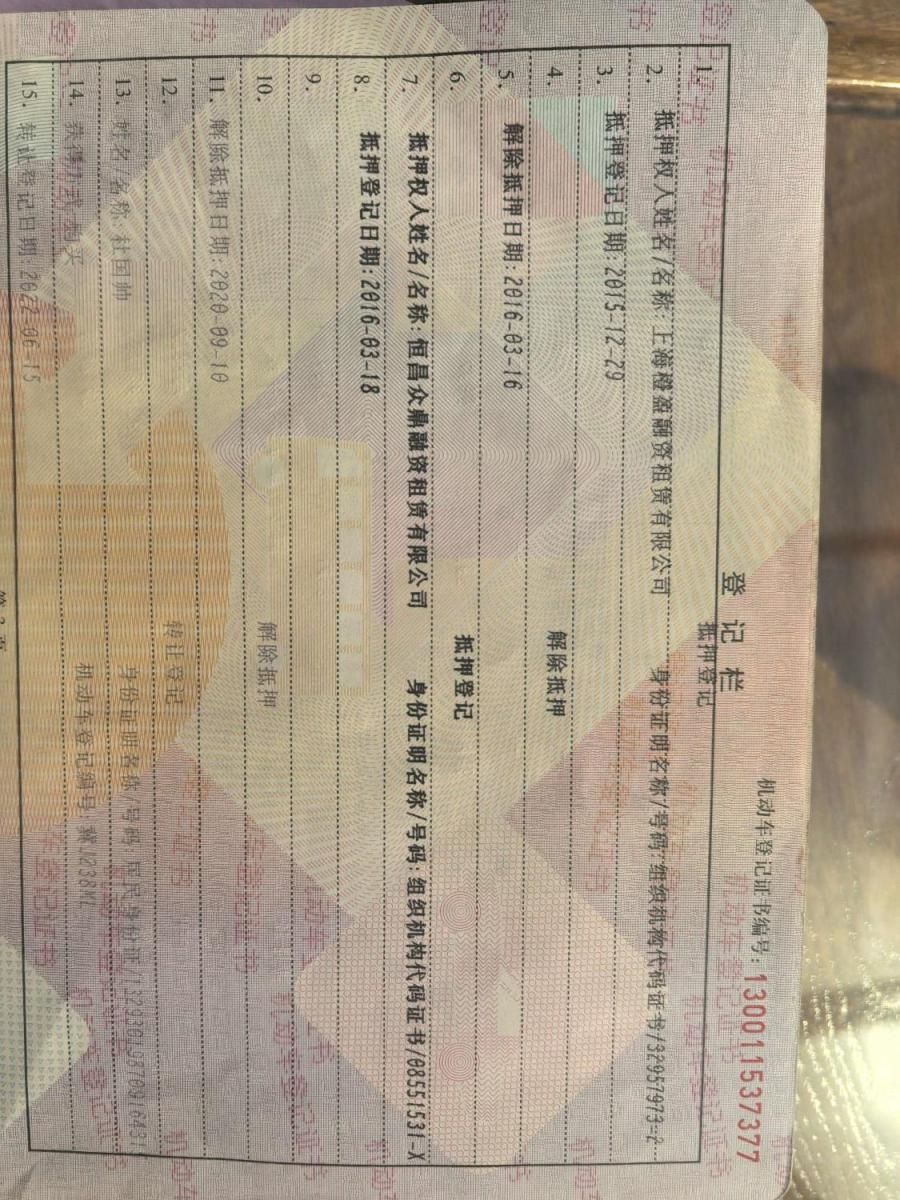 机动车登记证书编号：130011537377
登记栏
1. 抵押登记
2. 抵押权人姓名/名称:上海橙盈融资租赁有限公司 身份证明名称/号码:组织机构代码证书/32957973-2
3. 抵押登记日期:2015-12-29
4. 解除抵押
5. 解除抵押日期:2016-03-16
6. 抵押登记
7. 抵押权人姓名/名称:恒昌众鼎融资租赁有限公司 身份证明名称/号码:组织机构代码证书/08551531-X
8. 抵押登记日期:2016-03-18
9.
10. 解除抵押
11. 解除抵押日期:2020-09-10
12. 转让登记
13. 姓名/名称:杜国帅 身份证明名称/号码:居民身份证
14. 获得方式:购买 机动车登记编号:冀
15. 转让登记日期:2022-06-15